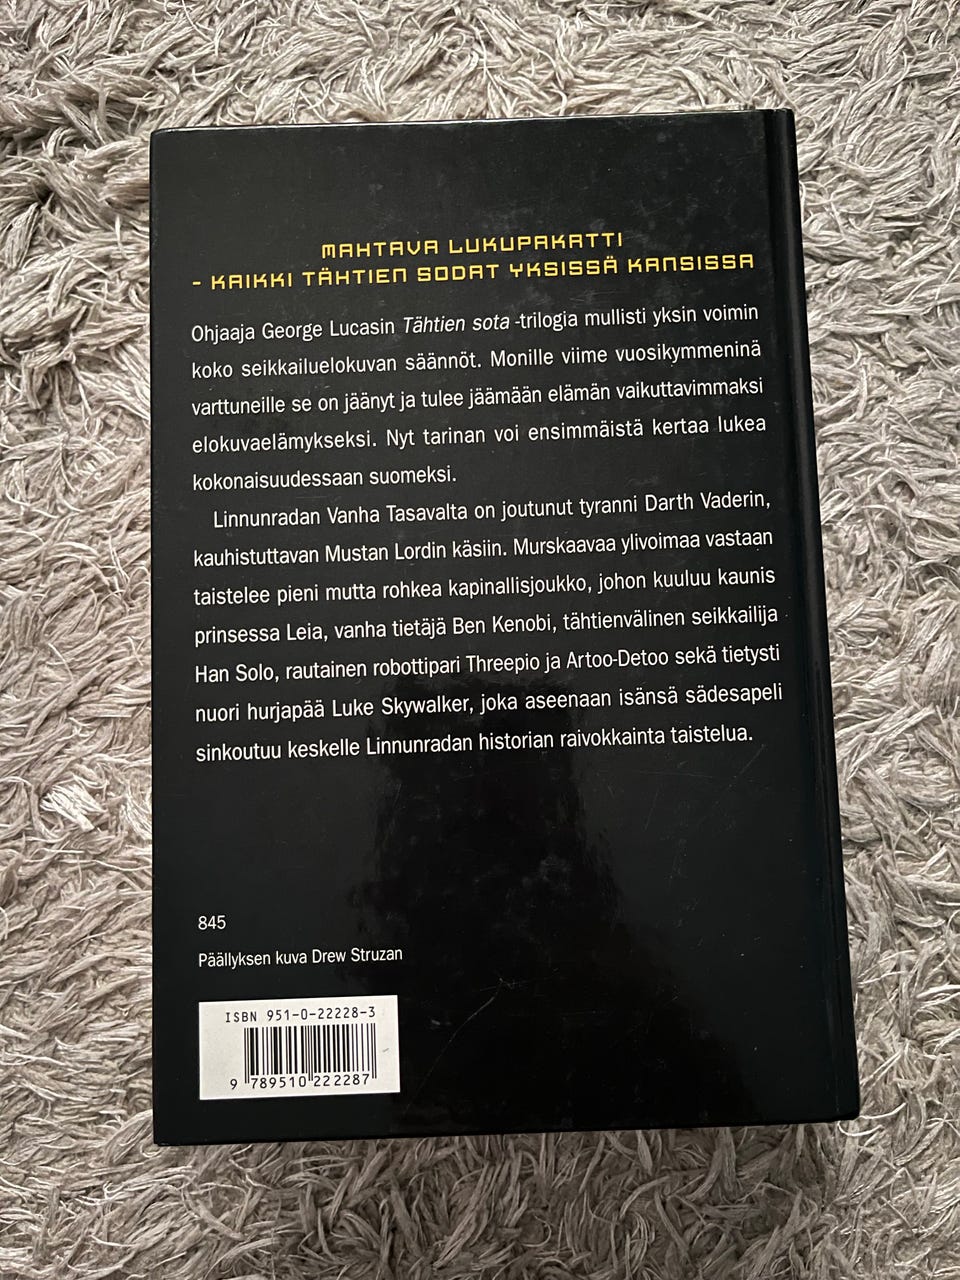 MAHTAVA LUKUPAKATTI
- KAIKKI TÄHTIEN SODAT YKSISSÄ KANSISSA
Ohjaaja George Lucasin Tähtien sota -trilogia mullisti yksin voimin
koko seikkailuelokuvan säännöt. Monille viime vuosikymmeninä
varttuneille se on jäänyt ja tulee jäämään elämän vaikuttavimmaksi
elokuvaelämykseksi. Nyt tarinan voi ensimmäistä kertaa lukea
kokonaisuudessaan suomeksi.
Linnunradan Vanha Tasavalta on joutunut tyranni Darth Vaderin,
kauhistuttavan Mustan Lordin käsiin. Murskaavaa ylivoimaa vastaan
taistelee pieni mutta rohkea kapinallisjoukko, johon kuuluu kaunis
prinsessa Leia, vanha tietäjä Ben Kenobi, tähtienvälinen seikkailija
Han Solo, rautainen robottipari Threepio ja Artoo-Detoo sekä tietysti
nuori hurjapää Luke Skywalker, joka aseenaan isänsä sädesapeli
sinkoutuu keskelle Linnunradan historian raivokkainta taistelua.
845
Päällyksen kuva Drew Struzan
ISBN 951-0-22228-3
9 789510 222287